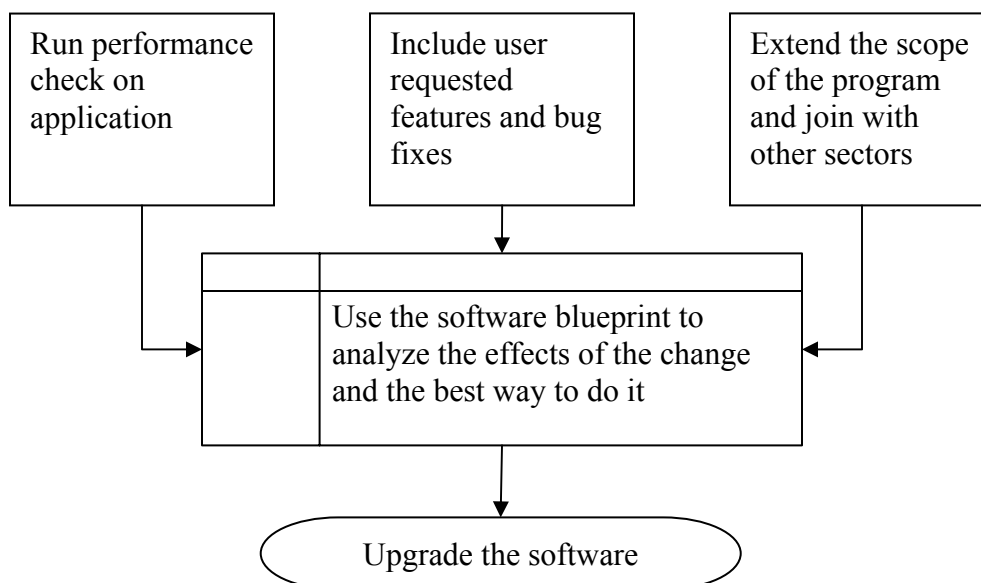 Run performance
check on
application
Include user
requested
features and bug
fixes
Extend the scope
of the program
and join with
other sectors
Use the software blueprint to
analyze the effects of the change
and the best way to do it
Upgrade the software